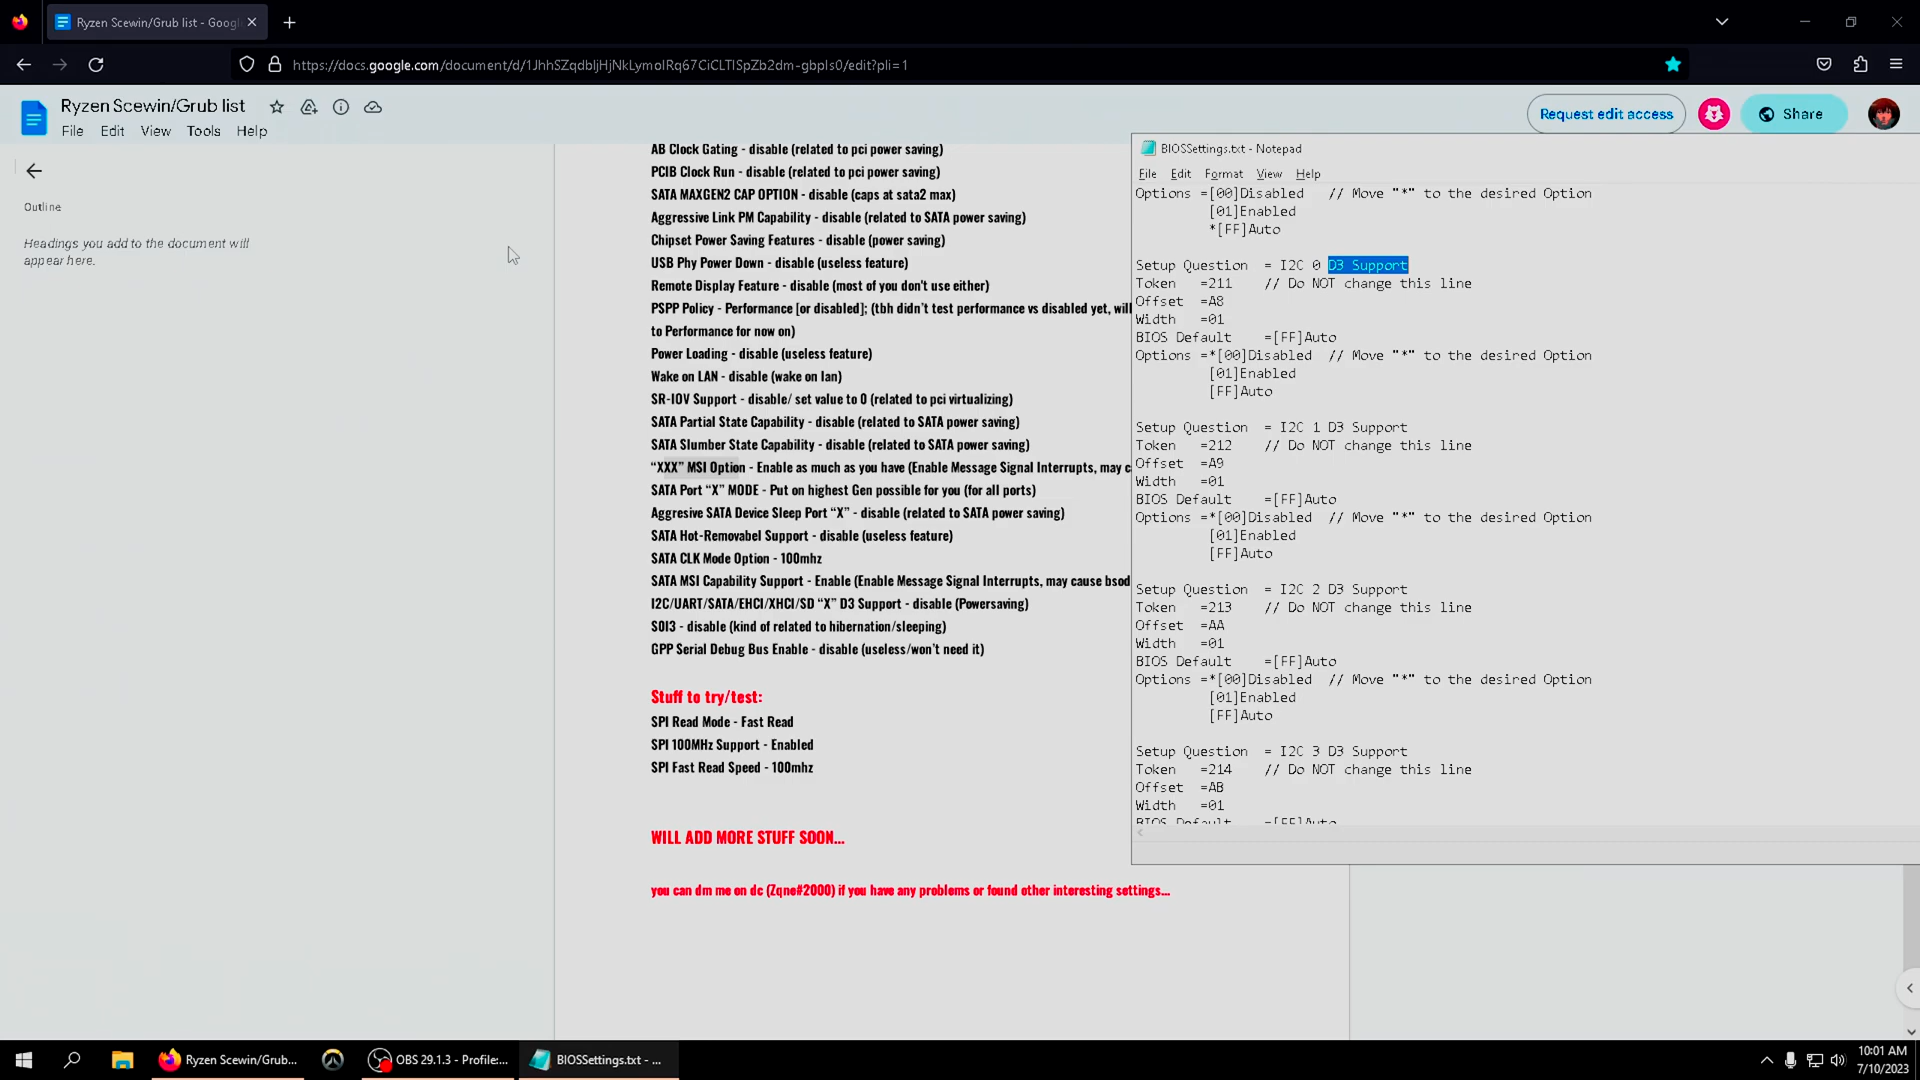 Ryzen Scewin/Grub list - Googl
https://docs.google.com/document/d/1JhhSZqdbIjHjNkLymoIRq67CiCLTlSpZb2dm-gbpIs0/edit?pli=1
Ryzen Scewin/Grub list
File Edit View Tools Help
Request edit access
Share
Outline
Headings you add to the document will
appear here.
AB Clock Gating - disable (related to pci power saving)
PCIB Clock Run - disable (related to pci power saving)
SATA MAXGEN2 CAP OPTION - disable (caps at sata2 max)
Aggressive Link PM Capability - disable (related to SATA power saving)
Chipset Power Saving Features - disable (power saving)
USB Phy Power Down - disable (useless feature)
Remote Display Feature - disable (most of you don't use either)
PSPP Policy - Performance [or disabled]; (tbh didn't test performance vs disabled yet, will
to Performance for now on)
Power Loading - disable (useless feature)
Wake on LAN - disable (wake on lan)
SR-IOV Support - disable/ set value to 0 (related to pci virtualizing)
SATA Partial State Capability - disable (related to SATA power saving)
SATA Slumber State Capability - disable (related to SATA power saving)
“XXX” MSI Option - Enable as much as you have (Enable Message Signal Interrupts, may c
SATA Port “X” MODE - Put on highest Gen possible for you (for all ports)
Aggresive SATA Device Sleep Port “X” - disable (related to SATA power saving)
SATA Hot-Removabel Support - disable (useless feature)
SATA CLK Mode Option - 100mhz
SATA MSI Capability Support - Enable (Enable Message Signal Interrupts, may cause bsod
I2C/UART/SATA/EHCI/XHCI/SD “X” D3 Support - disable (Powersaving)
S0I3 - disable (kind of related to hibernation/sleeping)
GPP Serial Debug Bus Enable - disable (useless/won't need it)
Stuff to try/test:
SPI Read Mode - Fast Read
SPI 100MHz Support - Enabled
SPI Fast Read Speed - 100mhz
WILL ADD MORE STUFF SOON...
you can dm me on dc (Zqne#2000) if you have any problems or found other interesting settings...
BIOSSettings.txt - Notepad
File Edit Format View Help
Options =[00]Disabled // Move "*" to the desired Option
[01]Enabled
*[FF]Auto
Setup Question = I2C 0 D3 Support
Token =211 // Do NOT change this line
Offset =A8
Width =01
BIOS Default =[FF]Auto
Options =*[00]Disabled // Move "*" to the desired Option
[01]Enabled
[FF]Auto
Setup Question = I2C 1 D3 Support
Token =212 // Do NOT change this line
Offset =A9
Width =01
BIOS Default =[FF]Auto
Options =*[00]Disabled // Move "*" to the desired Option
[01]Enabled
[FF]Auto
Setup Question = I2C 2 D3 Support
Token =213 // Do NOT change this line
Offset =AA
Width =01
BIOS Default =[FF]Auto
Options =*[00]Disabled // Move "*" to the desired Option
[01]Enabled
[FF]Auto
Setup Question = I2C 3 D3 Support
Token =214 // Do NOT change this line
Offset =AB
Width =01
BIOS Default =[FF]Auto
Ryzen Scewin/Grub...
OBS 29.1.3 - Profile:...
BIOSSettings.txt - ...
10:01 AM
7/10/2023